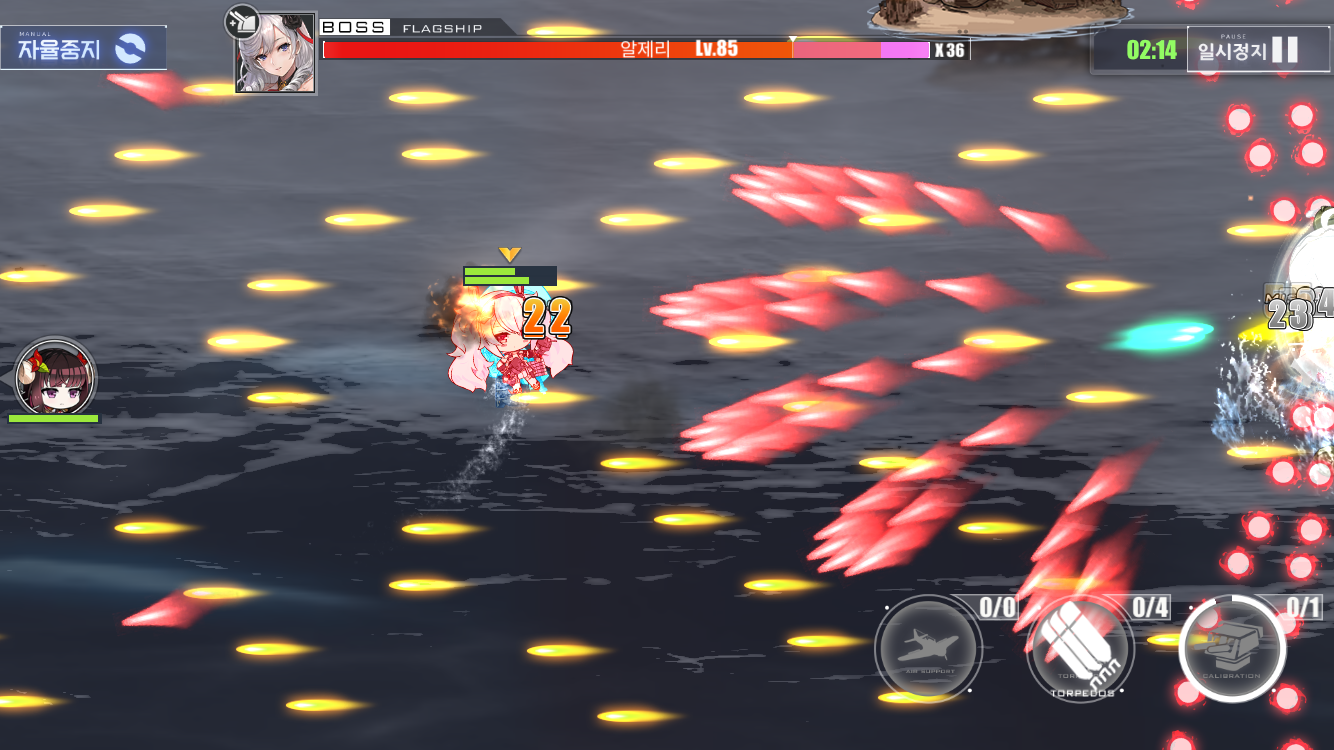 MANUAL
자율중지
BOSS FLAGSHIP
알제리 Lv.85
X 36
02:14
PAUSE
일시정지
22
23
0/0
0/4
0/1
AIR SUPPORT
TORPEDOS
CALIBRATION